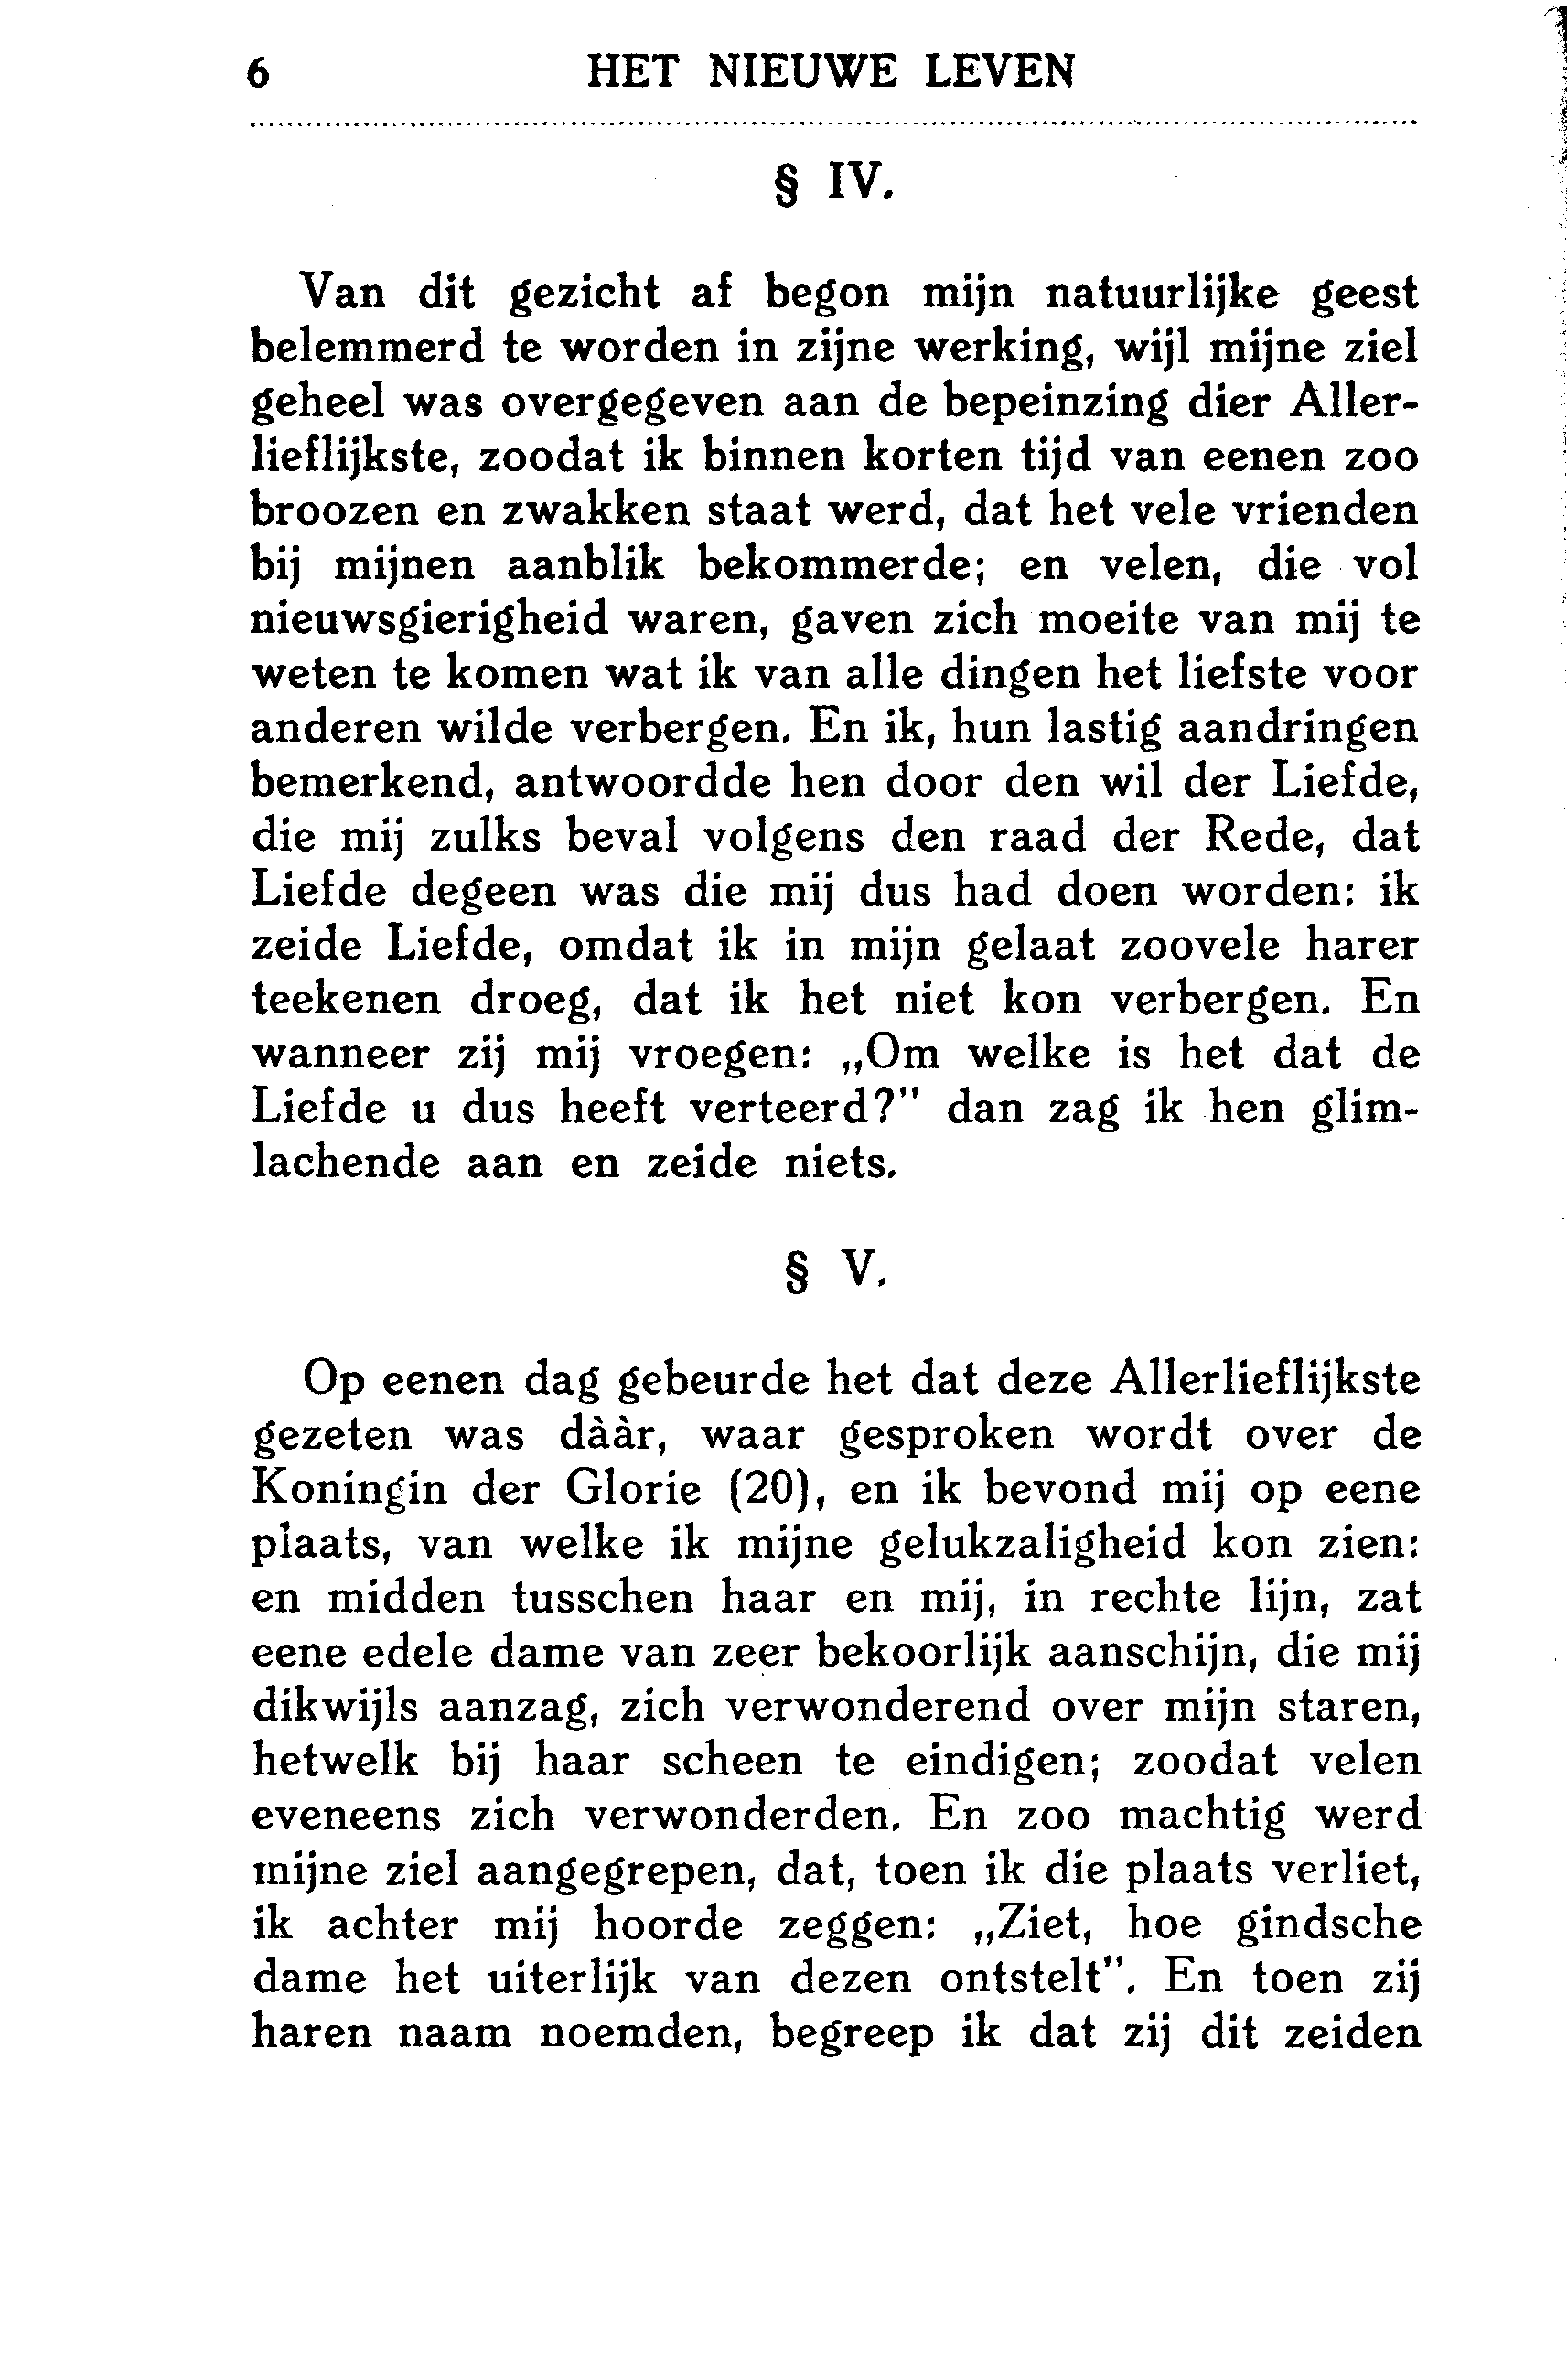 6 HET NIEUWE LEVEN
§ IV.
Van dit gezicht af begon mijn natuurlijke geest
belemmerd te worden in zijne werking, wijl mijne ziel
geheel was overgegeven aan de bepeinzing dier Aller-
lieflijkste, zoodat ik binnen korten tijd van eenen zoo
broozen en zwakken staat werd, dat het vele vrienden
bij mijnen aanblik bekommerde; en velen, die vol
nieuwsgierigheid waren, gaven zich moeite van mij te
weten te komen wat ik van alle dingen het liefste voor
anderen wilde verbergen. En ik, hun lastig aandringen
bemerkend, antwoordde hen door den wil der Liefde,
die mij zulks beval volgens den raad der Rede, dat
Liefde degeen was die mij dus had doen worden: ik
zeide Liefde, omdat ik in mijn gelaat zoovele harer
teekenen droeg, dat ik het niet kon verbergen. En
wanneer zij mij vroegen: „Om welke is het dat de
Liefde u dus heeft verteerd?" dan zag ik hen glim-
lachende aan en zeide niets.
§ V.
Op eenen dag gebeurde het dat deze Allerlieflijkste
gezeten was dààr, waar gesproken wordt over de
Koningin der Glorie (20), en ik bevond mij op eene
plaats, van welke ik mijne gelukzaligheid kon zien:
en midden tusschen haar en mij, in rechte lijn, zat
eene edele dame van zeer bekoorlijk aanschijn, die mij
dikwijls aanzag, zich verwonderend over mijn staren,
hetwelk bij haar scheen te eindigen; zoodat velen
eveneens zich verwonderden. En zoo machtig werd
mijne ziel aangegrepen, dat, toen ik die plaats verliet,
ik achter mij hoorde zeggen: „Ziet, hoe gindsche
dame het uiterlijk van dezen ontstelt". En toen zij
haren naam noemden, begreep ik dat zij dit zeiden